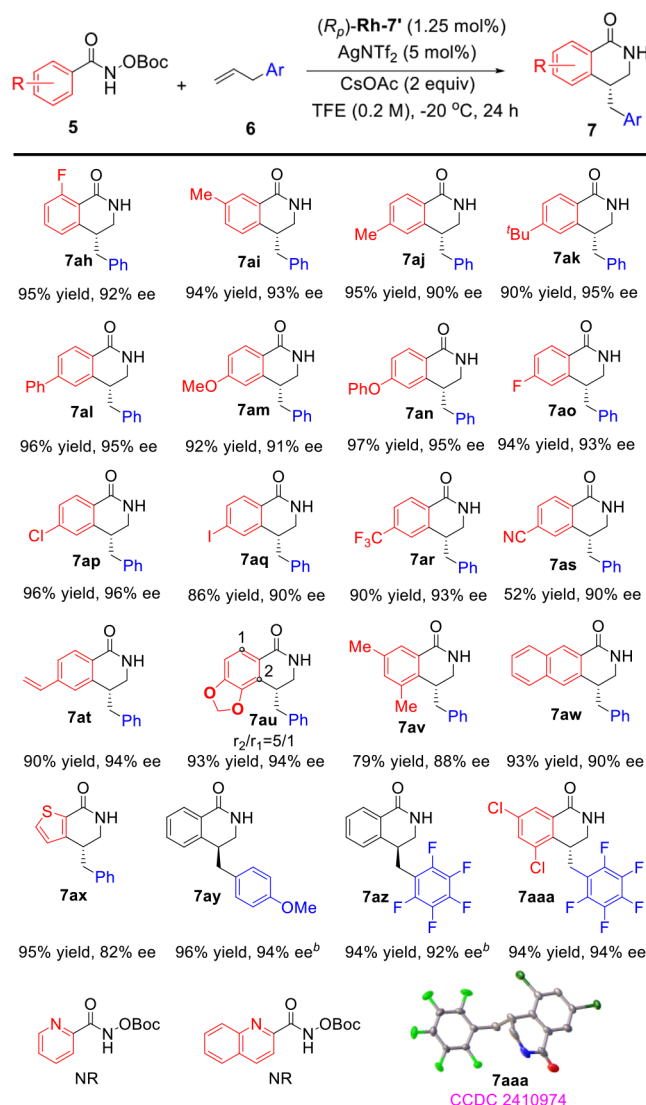 O
R
N
H
OBoc
5
+
Ar
6
(Rp)-Rh-7' (1.25 mol%)
AgNTf2 (5 mol%)
CsOAc (2 equiv)
TFE (0.2 M), -20 °C, 24 h
O
NH
R
Ar
7
F O NH
7ah Ph
95% yield, 92% ee
Me O NH
7ai Ph
94% yield, 93% ee
O NH
Me 7aj Ph
95% yield, 90% ee
O NH
tBu 7ak Ph
90% yield, 95% ee
O NH
Ph 7al Ph
96% yield, 95% ee
O NH
MeO 7am Ph
92% yield, 91% ee
O NH
PhO 7an Ph
97% yield, 95% ee
O NH
F 7ao Ph
94% yield, 93% ee
O NH
Cl 7ap Ph
96% yield, 96% ee
O NH
I 7aq Ph
86% yield, 90% ee
O NH
F3C 7ar Ph
90% yield, 93% ee
O NH
NC 7as Ph
52% yield, 90% ee
O NH
7at Ph
90% yield, 94% ee
1 O NH
2
O O 7au Ph
r2/r1=5/1
93% yield, 94% ee
Me O NH
Me 7av Ph
79% yield, 88% ee
O NH
7aw Ph
93% yield, 90% ee
S O NH
7ax Ph
95% yield, 82% ee
O NH
7ay
OMe
96% yield, 94% eeb
O NH
7az F F F F F
94% yield, 92% eeb
Cl O NH
Cl
7aaa F F F F F
94% yield, 94% ee
N O N H OBoc
NR
N O N H OBoc
NR
7aaa
CCDC 2410974